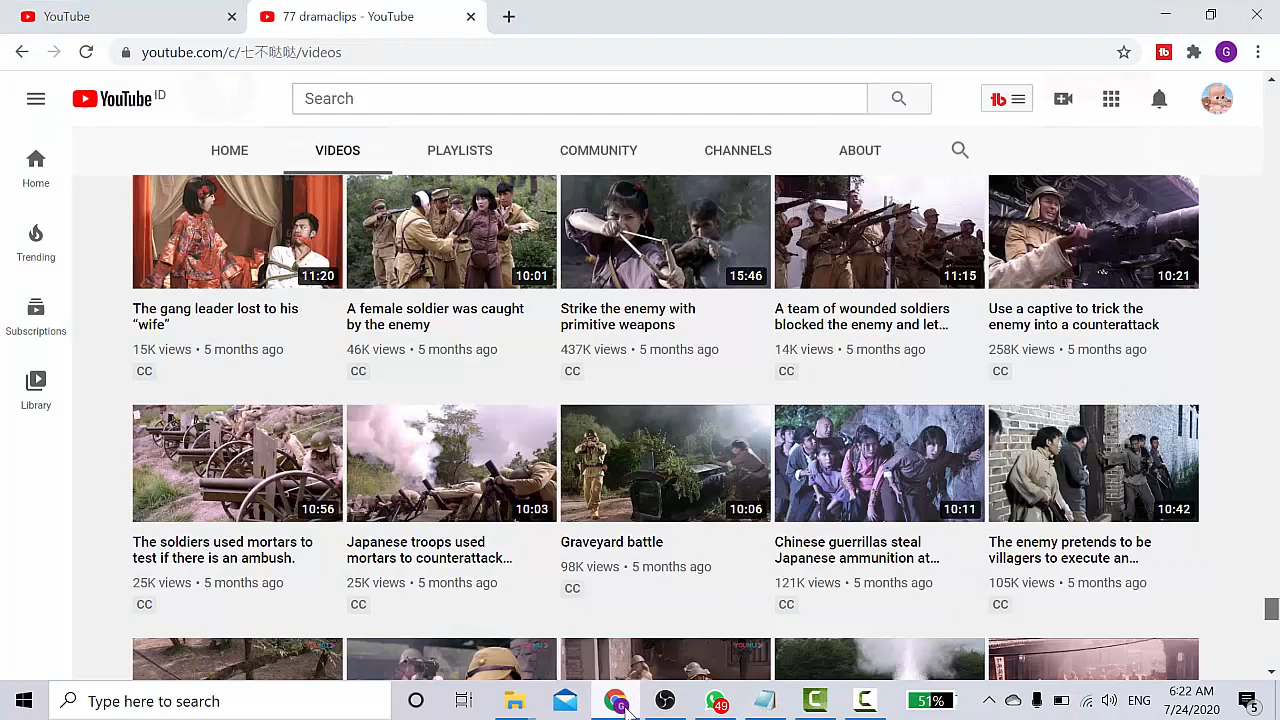 YouTube
77 dramaclips - YouTube
youtube.com/c/七不哒哒/videos
tb
G
YouTube ID
Search
tb
HOME
VIDEOS
PLAYLISTS
COMMUNITY
CHANNELS
ABOUT
Home
Trending
Subscriptions
Library
11:20
10:01
15:46
11:15
10:21
The gang leader lost to his
“wife”
15K views • 5 months ago
CC
A female soldier was caught
by the enemy
46K views • 5 months ago
CC
Strike the enemy with
primitive weapons
437K views • 5 months ago
CC
A team of wounded soldiers
blocked the enemy and let...
14K views • 5 months ago
CC
Use a captive to trick the
enemy into a counterattack
258K views • 5 months ago
CC
10:56
10:03
10:06
10:11
10:42
The soldiers used mortars to
test if there is an ambush.
25K views • 5 months ago
CC
Japanese troops used
mortars to counterattack...
25K views • 5 months ago
CC
Graveyard battle
98K views • 5 months ago
CC
Chinese guerrillas steal
Japanese ammunition at...
121K views • 5 months ago
CC
The enemy pretends to be
villagers to execute an...
105K views • 5 months ago
CC
YOUKU
YOUKU
YOUKU
Type here to search
G
49
51%
ENG
6:22 AM
7/24/2020
5